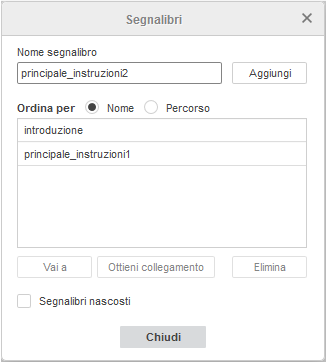 Segnalibri
Nome segnalibro
principale_instruzioni2
Aggiungi
Ordina per
Nome
Percorso
introduzione
principale_instruzioni1
Vai a
Ottieni collegamento
Elimina
Segnalibri nascosti
Chiudi